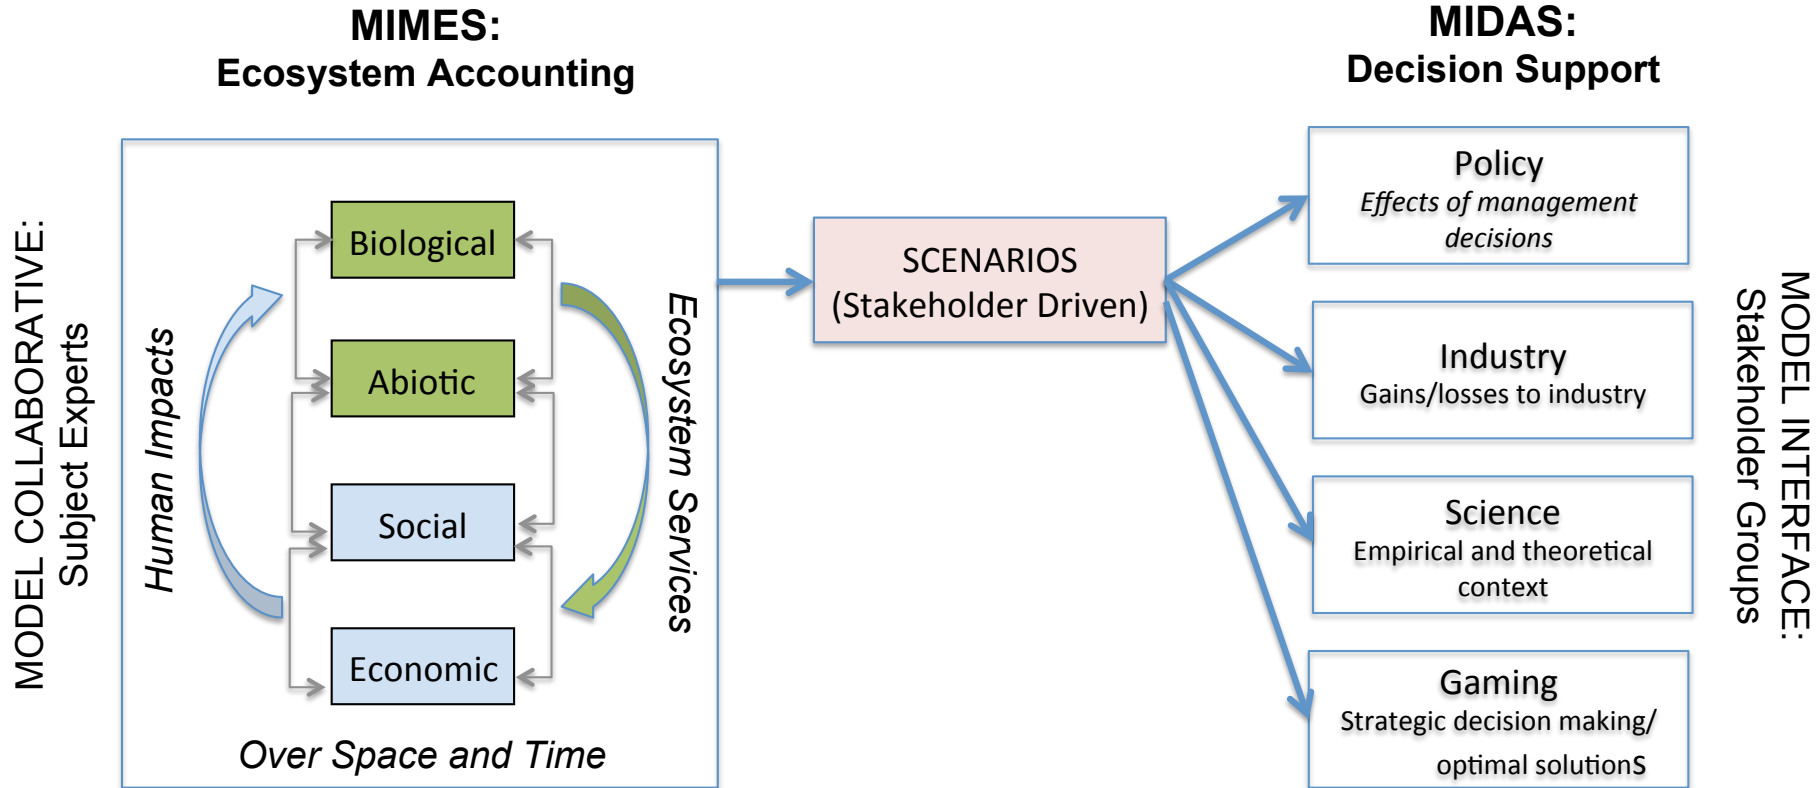 MIMES:
Ecosystem Accounting
MODEL COLLABORATIVE:
Subject Experts
Human Impacts
Biological
Abiotic
Social
Economic
Ecosystem Services
Over Space and Time
SCENARIOS
(Stakeholder Driven)
MIDAS:
Decision Support
Policy
Effects of management
decisions
Industry
Gains/losses to industry
Science
Empirical and theoretical
context
Gaming
Strategic decision making/
optimal solutions
MODEL INTERFACE:
Stakeholder Groups